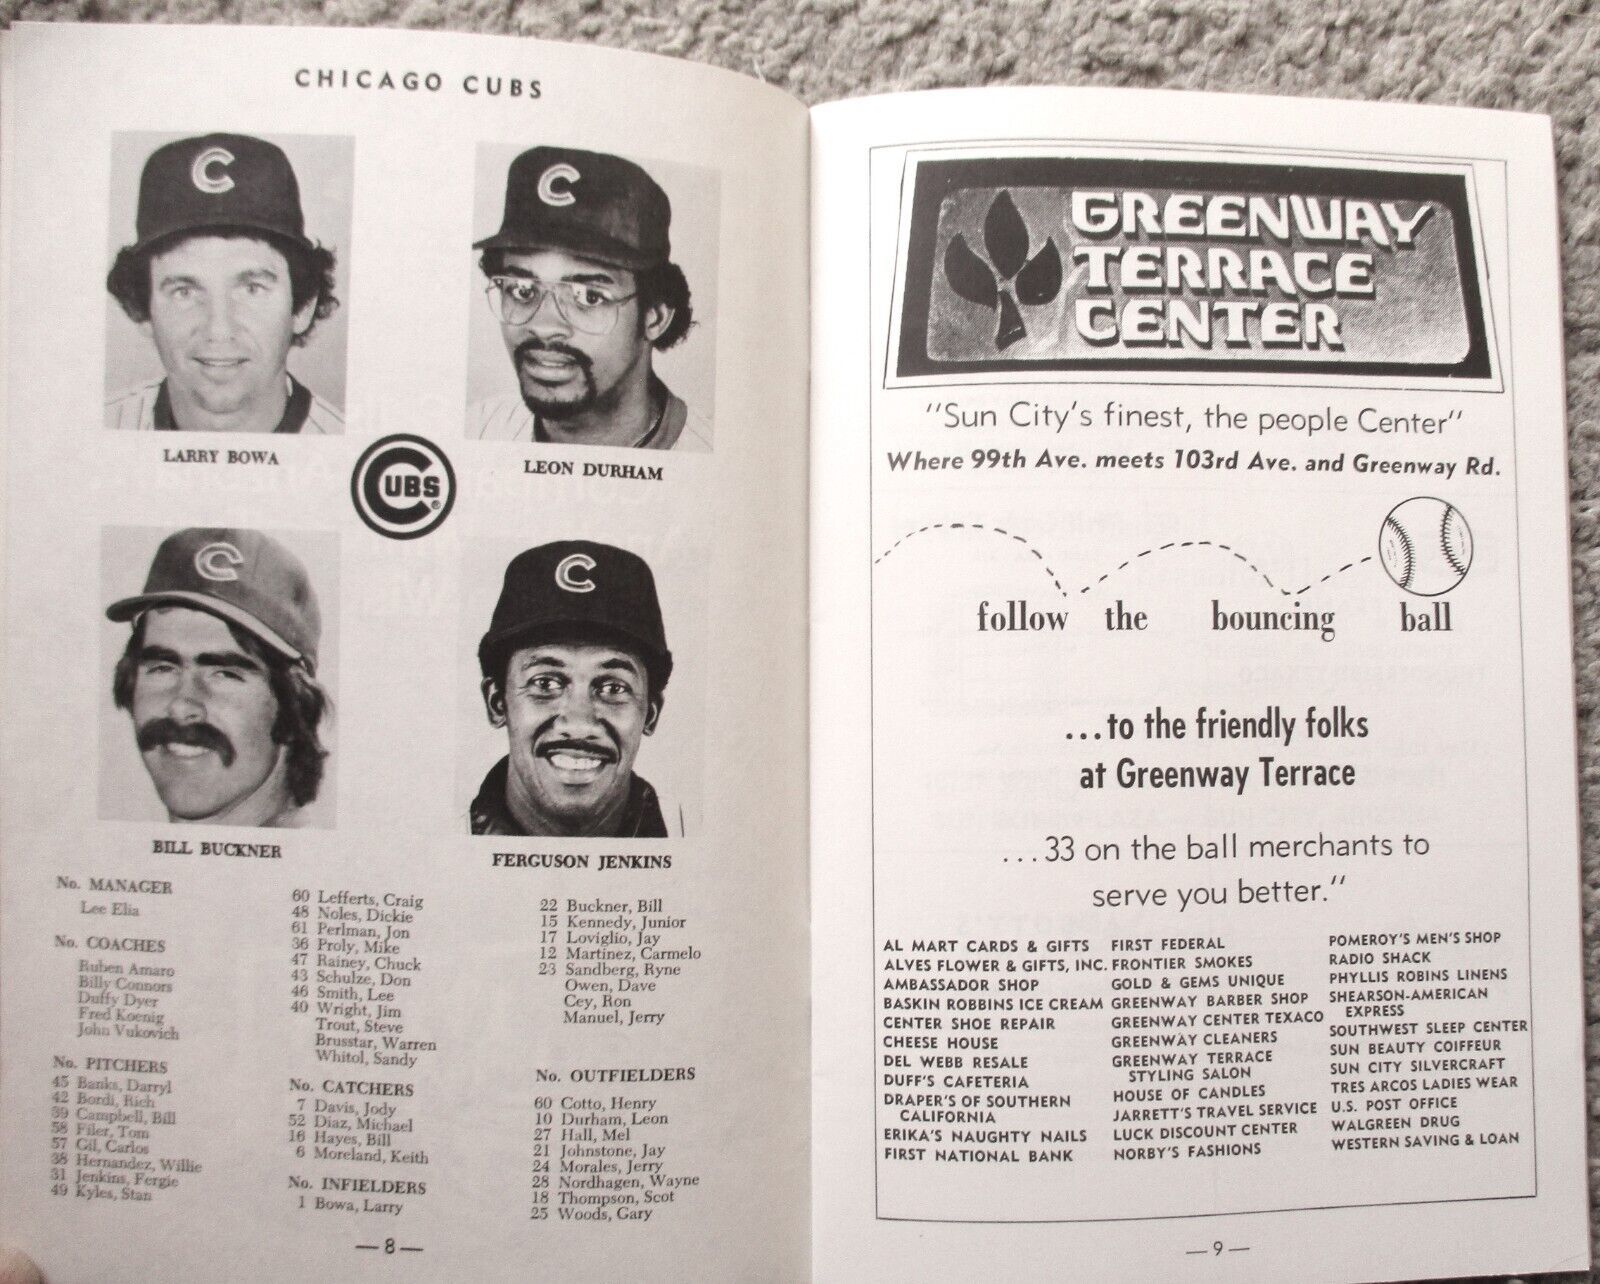 CHICAGO CUBS
C
C
LARRY BOWA
LEON DURHAM
CUBS®
C
C
BILL BUCKNER
FERGUSON JENKINS
No. MANAGER
Lee Elia
No. COACHES
Ruben Amaro
Billy Connors
Duffy Dyer
Fred Koenig
John Vukovich
No. PITCHERS
45 Banks, Darryl
42 Bordi, Rich
39 Campbell, Bill
58 Filer, Tom
57 Gil, Carlos
38 Hernandez, Willie
31 Jenkins, Fergie
49 Kyles, Stan
60 Lefferts, Craig
48 Noles, Dickie
61 Perlman, Jon
36 Proly, Mike
47 Rainey, Chuck
43 Schulze, Don
46 Smith, Lee
40 Wright, Jim
Trout, Steve
Brusstar, Warren
Whitol, Sandy
No. CATCHERS
7 Davis, Jody
52 Diaz, Michael
16 Hayes, Bill
6 Moreland, Keith
No. INFIELDERS
1 Bowa, Larry
22 Buckner, Bill
15 Kennedy, Junior
17 Loviglio, Jay
12 Martinez, Carmelo
23 Sandberg, Ryne
Owen, Dave
Cey, Ron
Manuel, Jerry
No. OUTFIELDERS
60 Cotto, Henry
10 Durham, Leon
27 Hall, Mel
21 Johnstone, Jay
24 Morales, Jerry
28 Nordhagen, Wayne
18 Thompson, Scot
25 Woods, Gary
—8—
GREENWAY
TERRACE
CENTER
"Sun City's finest, the people Center"
Where 99th Ave. meets 103rd Ave. and Greenway Rd.
follow the bouncing ball
...to the friendly folks
at Greenway Terrace
...33 on the ball merchants to
serve you better."
AL MART CARDS & GIFTS
ALVES FLOWER & GIFTS, INC.
AMBASSADOR SHOP
BASKIN ROBBINS ICE CREAM
CENTER SHOE REPAIR
CHEESE HOUSE
DEL WEBB RESALE
DUFF'S CAFETERIA
DRAPER'S OF SOUTHERN
CALIFORNIA
ERIKA'S NAUGHTY NAILS
FIRST NATIONAL BANK
FIRST FEDERAL
FRONTIER SMOKES
GOLD & GEMS UNIQUE
GREENWAY BARBER SHOP
GREENWAY CENTER TEXACO
GREENWAY CLEANERS
GREENWAY TERRACE
STYLING SALON
HOUSE OF CANDLES
JARRETT'S TRAVEL SERVICE
LUCK DISCOUNT CENTER
NORBY'S FASHIONS
POMEROY'S MEN'S SHOP
RADIO SHACK
PHYLLIS ROBINS LINENS
SHEARSON-AMERICAN
EXPRESS
SOUTHWEST SLEEP CENTER
SUN BEAUTY COIFFEUR
SUN CITY SILVERCRAFT
TRES ARCOS LADIES WEAR
U.S. POST OFFICE
WALGREEN DRUG
WESTERN SAVING & LOAN
—9—